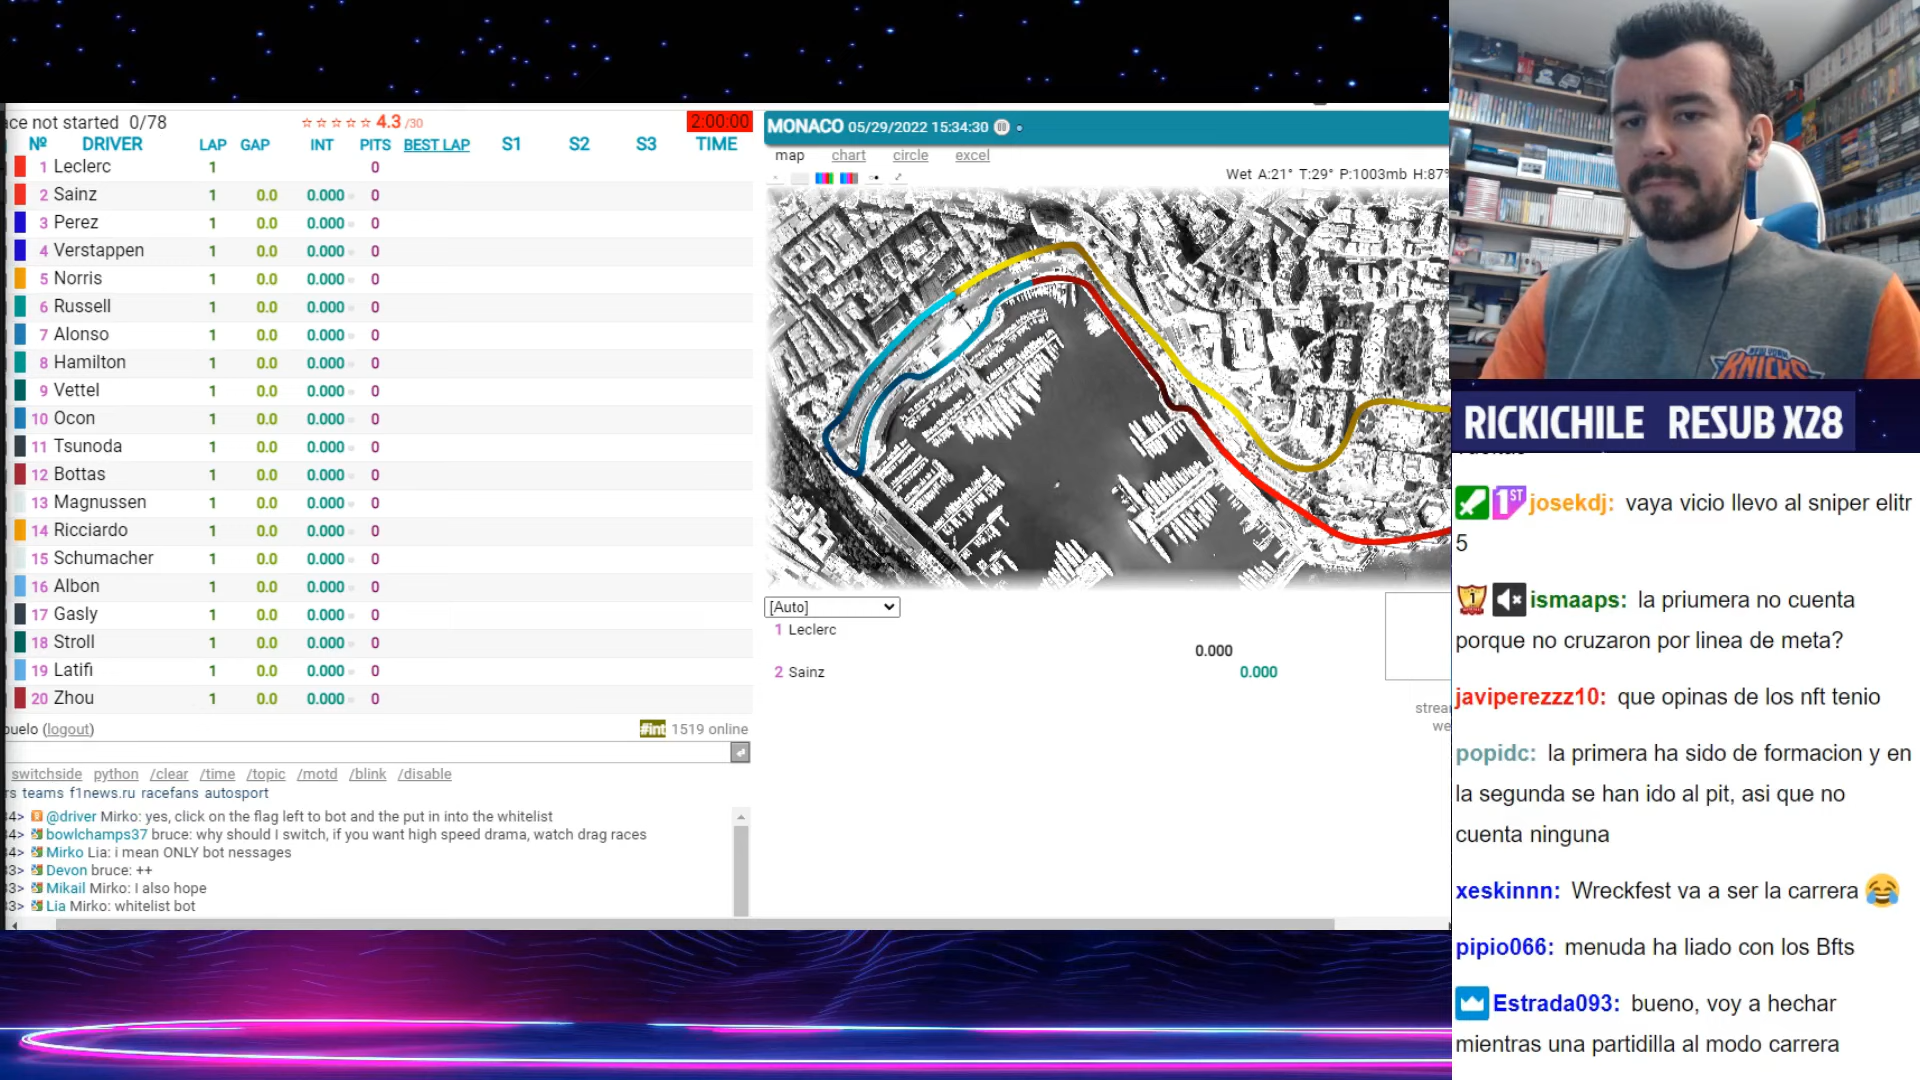 ace not started 0/78
☆☆☆☆☆ 4.3 /30
2:00:00
Nº DRIVER LAP GAP INT PITS BEST LAP S1 S2 S3 TIME
1 Leclerc 1 0
2 Sainz 1 0.0 0.000 0
3 Perez 1 0.0 0.000 0
4 Verstappen 1 0.0 0.000 0
5 Norris 1 0.0 0.000 0
6 Russell 1 0.0 0.000 0
7 Alonso 1 0.0 0.000 0
8 Hamilton 1 0.0 0.000 0
9 Vettel 1 0.0 0.000 0
10 Ocon 1 0.0 0.000 0
11 Tsunoda 1 0.0 0.000 0
12 Bottas 1 0.0 0.000 0
13 Magnussen 1 0.0 0.000 0
14 Ricciardo 1 0.0 0.000 0
15 Schumacher 1 0.0 0.000 0
16 Albon 1 0.0 0.000 0
17 Gasly 1 0.0 0.000 0
18 Stroll 1 0.0 0.000 0
19 Latifi 1 0.0 0.000 0
20 Zhou 1 0.0 0.000 0
ouelo (logout)
#int 1519 online
switchside python /clear /time /topic /motd /blink /disable
rs teams f1news.ru racefans autosport
34> @driver Mirko: yes, click on the flag left to bot and the put in into the whitelist
34> bowlchamps37 bruce: why should I switch, if you want high speed drama, watch drag races
34> Mirko Lia: i mean ONLY bot nessages
33> Devon bruce: ++
33> Mikail Mirko: I also hope
33> Lia Mirko: whitelist bot
MONACO 05/29/2022 15:34:30
map chart circle excel
Wet A:21° T:29° P:1003mb H:87%
[Auto]
1 Leclerc
0.000
2 Sainz
0.000
strea
we
KNICKS
RICKICHILE RESUB X28
1ST josekdj: vaya vicio llevo al sniper elitr
5
1 ismaaps: la priumera no cuenta
porque no cruzaron por linea de meta?
javiperezzz10: que opinas de los nft tenio
popidc: la primera ha sido de formacion y en
la segunda se han ido al pit, asi que no
cuenta ninguna
xeskinnn: Wreckfest va a ser la carrera 😂
pipio066: menuda ha liado con los Bfts
Estrada093: bueno, voy a hechar
mientras una partidilla al modo carrera